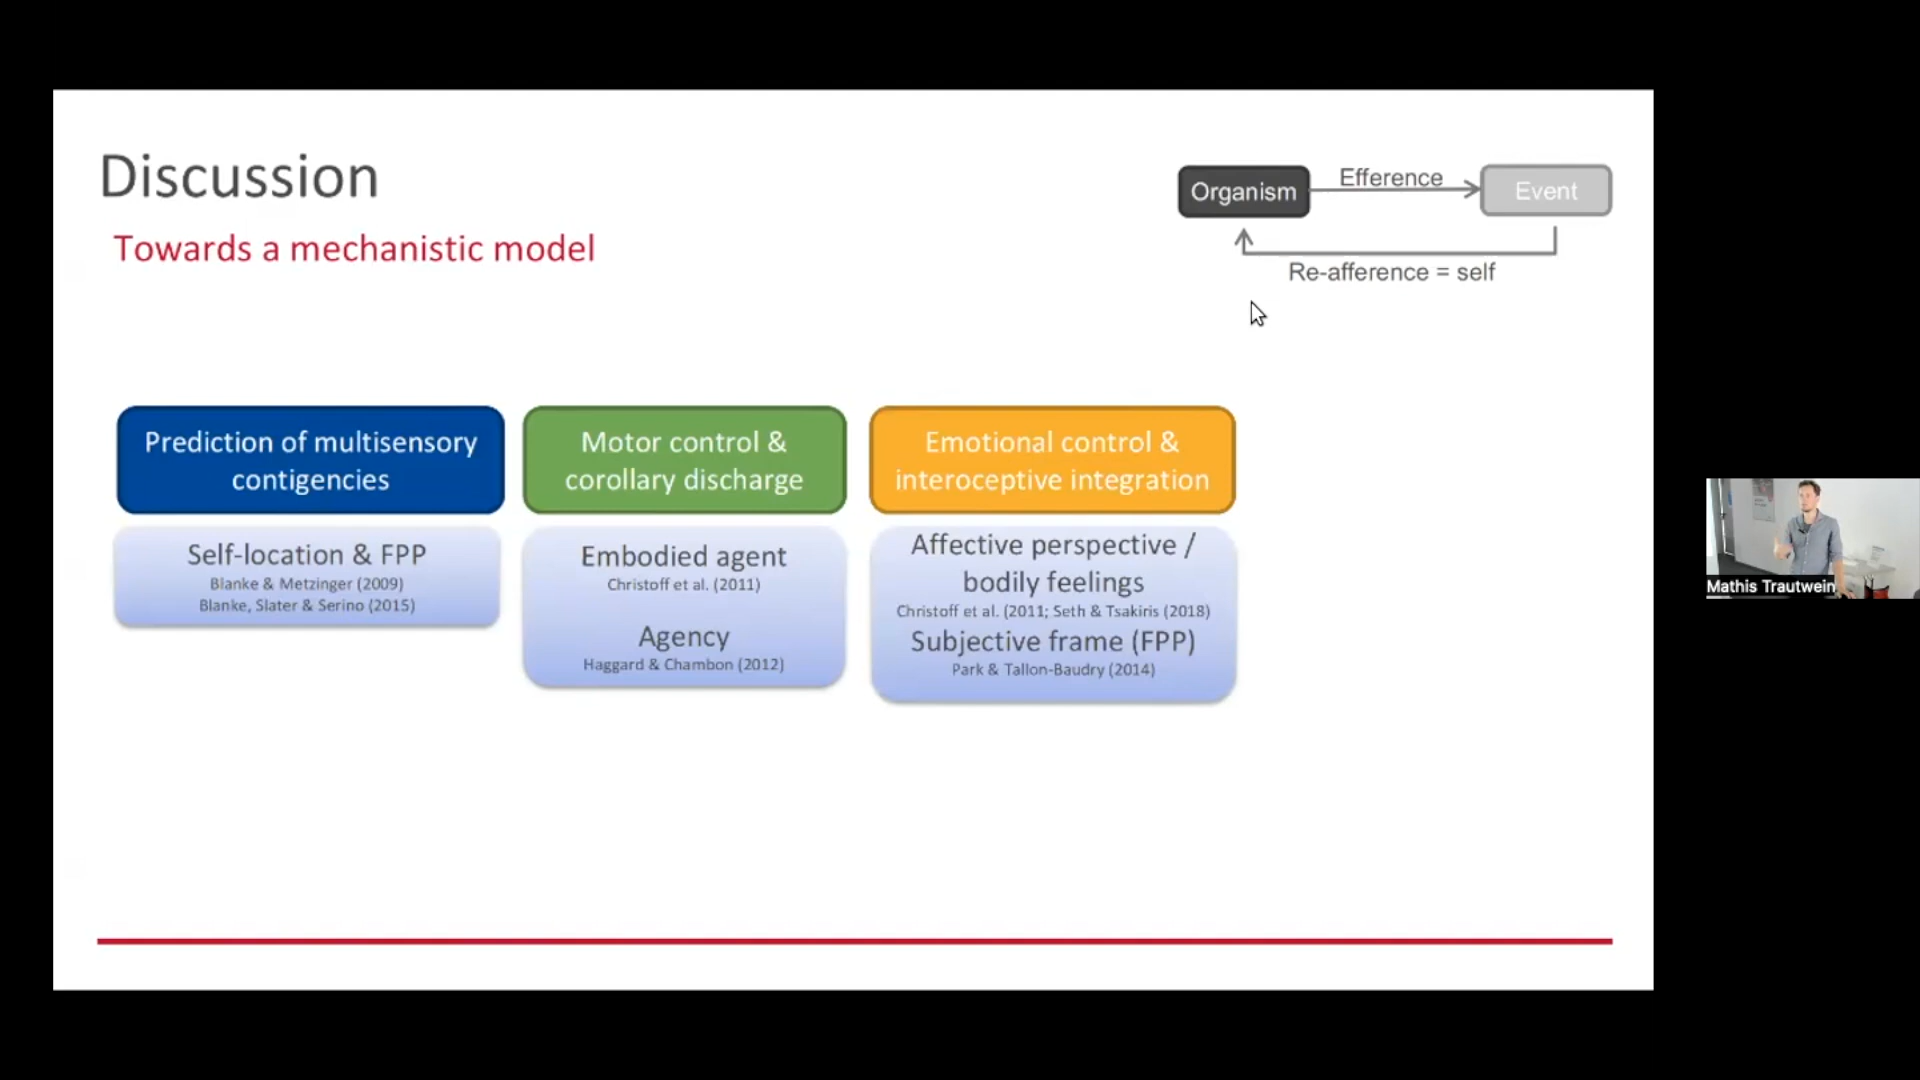 Discussion
Towards a mechanistic model
Organism
Efference
Event
Re-afference = self
Prediction of multisensory
contigencies
Self-location & FPP
Blanke & Metzinger (2009)
Blanke, Slater & Serino (2015)
Motor control &
corollary discharge
Embodied agent
Christoff et al. (2011)
Agency
Haggard & Chambon (2012)
Emotional control &
interoceptive integration
Affective perspective /
bodily feelings
Christoff et al. (2011; Seth & Tsakiris (2018)
Subjective frame (FPP)
Park & Tallon-Baudry (2014)
Mathis Trautwein